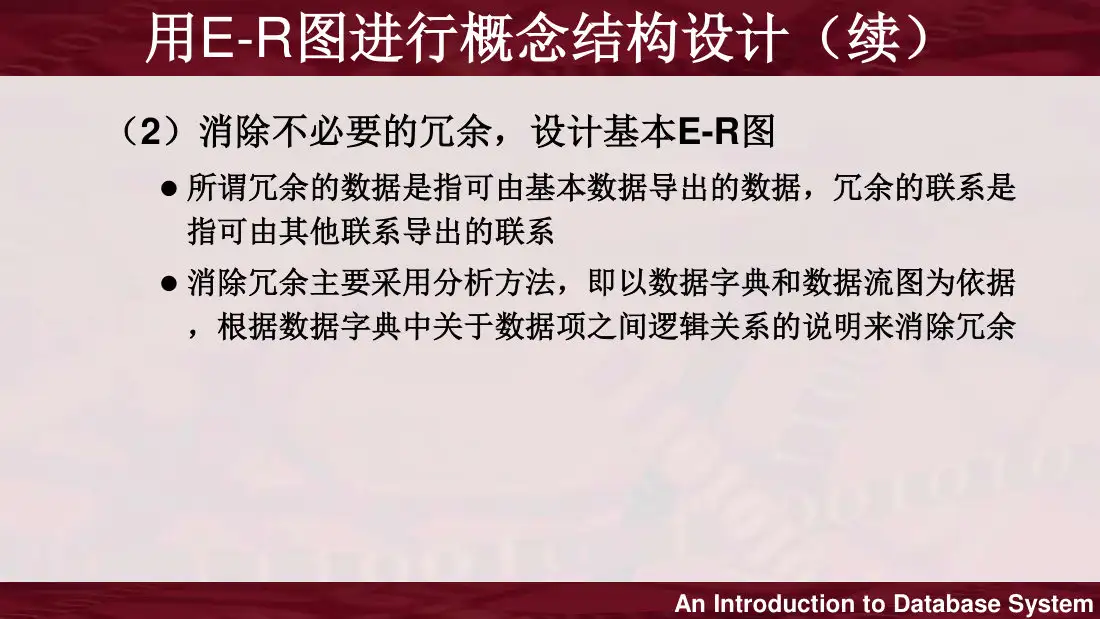 用E-R图进行概念结构设计（续）
（2）消除不必要的冗余，设计基本E-R图
● 所谓冗余的数据是指可由基本数据导出的数据，冗余的联系是
指可由其他联系导出的联系
● 消除冗余主要采用分析方法，即以数据字典和数据流图为依据
，根据数据字典中关于数据项之间逻辑关系的说明来消除冗余
An Introduction to Database System